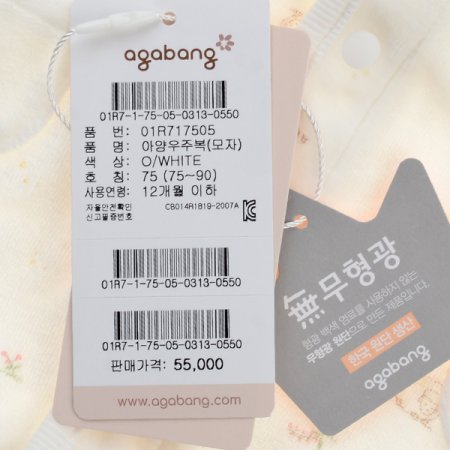 agabang
01R7-1-75-05-0313-0550
품 번: 01R717505
품 명: 아양우주복(모자)
색 상: O/WHITE
호 칭: 75 (75~90)
사용연령: 12개월 이하
자율안전확인
신고필증번호 CB014R1819-2007A
01R7-1-75-05-0313-0550
01R7-1-75-05-0313-0550
판매가격: 55,000
www.agabang.com
無무형광
형광 백색 염료를 사용하지 않는
무형광 원단으로 만든 제품입니다.
한국 원단 생산
agabang